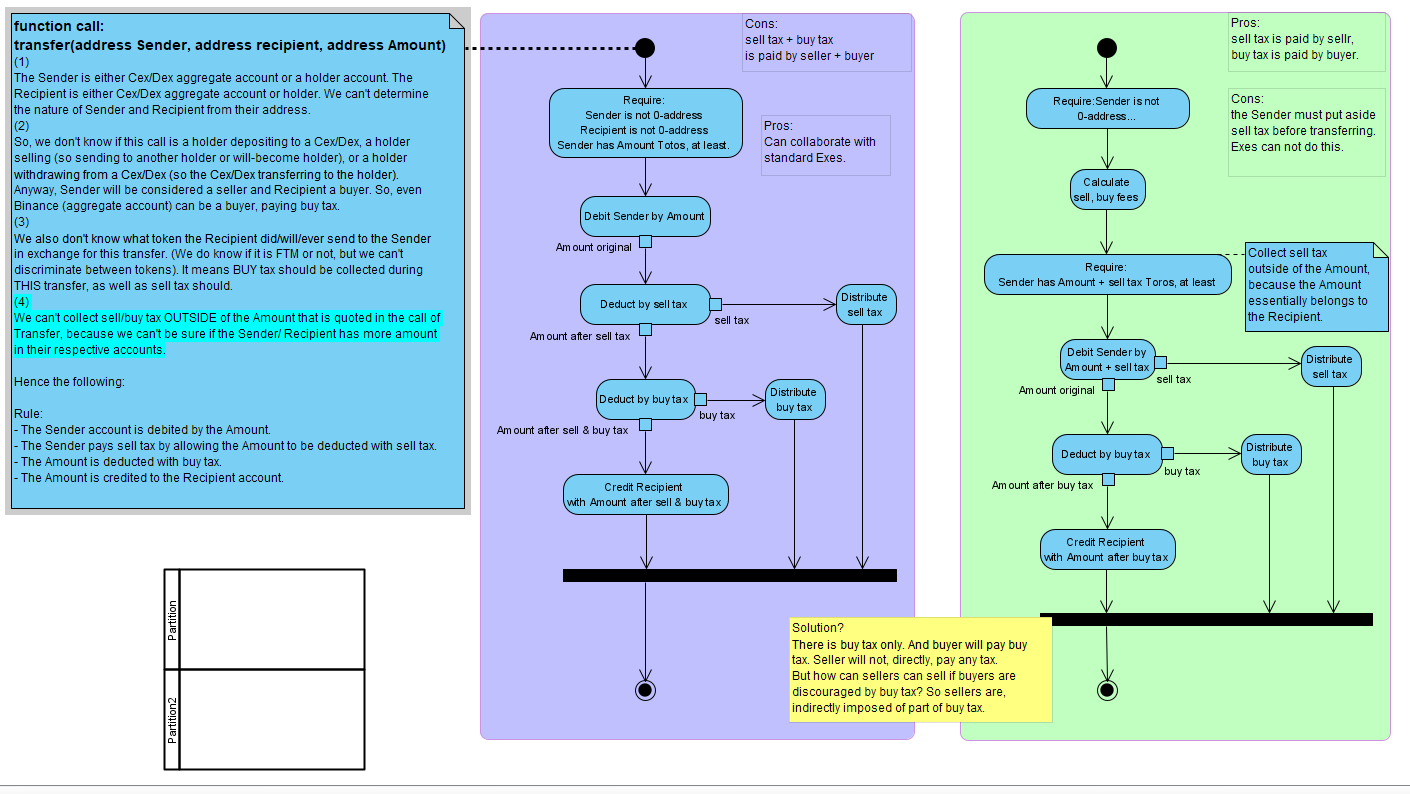 function call:
transfer(address Sender, address recipient, address Amount)
(1)
The Sender is either Cex/Dex aggregate account or a holder account. The
Recipient is either Cex/Dex aggregate account or holder. We can't determine
the nature of Sender and Recipient from their address.
(2)
So, we don't know if this call is a holder depositing to a Cex/Dex, a holder
selling (so sending to another holder or will-become holder), or a holder
withdrawing from a Cex/Dex (so the Cex/Dex transferring to the holder).
Anyway, Sender will be considered a seller and Recipient a buyer. So, even
Binance (aggregate account) can be a buyer, paying buy tax.
(3)
We also don't know what token the Recipient did/will/ever send to the Sender
in exchange for this transfer. (We do know if it is FTM or not, but we can't
discriminate between tokens). It means BUY tax should be collected during
THIS transfer, as well as sell tax should.
(4)
We can't collect sell/buy tax OUTSIDE of the Amount that is quoted in the call of
Transfer, because we can't be sure if the Sender/ Recipient has more amount
in their respective accounts.
Hence the following:
Rule:
- The Sender account is debited by the Amount.
- The Sender pays sell tax by allowing the Amount to be deducted with sell tax.
- The Amount is deducted with buy tax.
- The Amount is credited to the Recipient account.
Partition
Partition2
Cons:
sell tax + buy tax
is paid by seller + buyer
Require:
Sender is not 0-address
Recipient is not 0-address
Sender has Amount Totos, at least.
Pros:
Can collaborate with
standard Exes.
Debit Sender by Amount
Amount original
Deduct by sell tax
sell tax
Distribute
sell tax
Amount after sell tax
Deduct by buy tax
buy tax
Distribute
buy tax
Amount after sell & buy tax
Credit Recipient
with Amount after sell & buy tax
Solution?
There is buy tax only. And buyer will pay buy
tax. Seller will not, directly, pay any tax.
But how can sellers can sell if buyers are
discouraged by buy tax? So sellers are,
indirectly imposed of part of buy tax.
Pros:
sell tax is paid by sellr,
buy tax is paid by buyer.
Require:Sender is not
0-address...
Cons:
the Sender must put aside
sell tax before transferring.
Exes can not do this.
Calculate
sell, buy fees
Require:
Sender has Amount + sell tax Toros, at least
Collect sell tax
outside of the Amount,
because the Amount
essentially belongs to
the Recipient.
Debit Sender by
Amount + sell tax
sell tax
Distribute
sell tax
Amount original
Deduct by buy tax
buy tax
Distribute
buy tax
Amount after buy tax
Credit Recipient
with Amount after buy tax